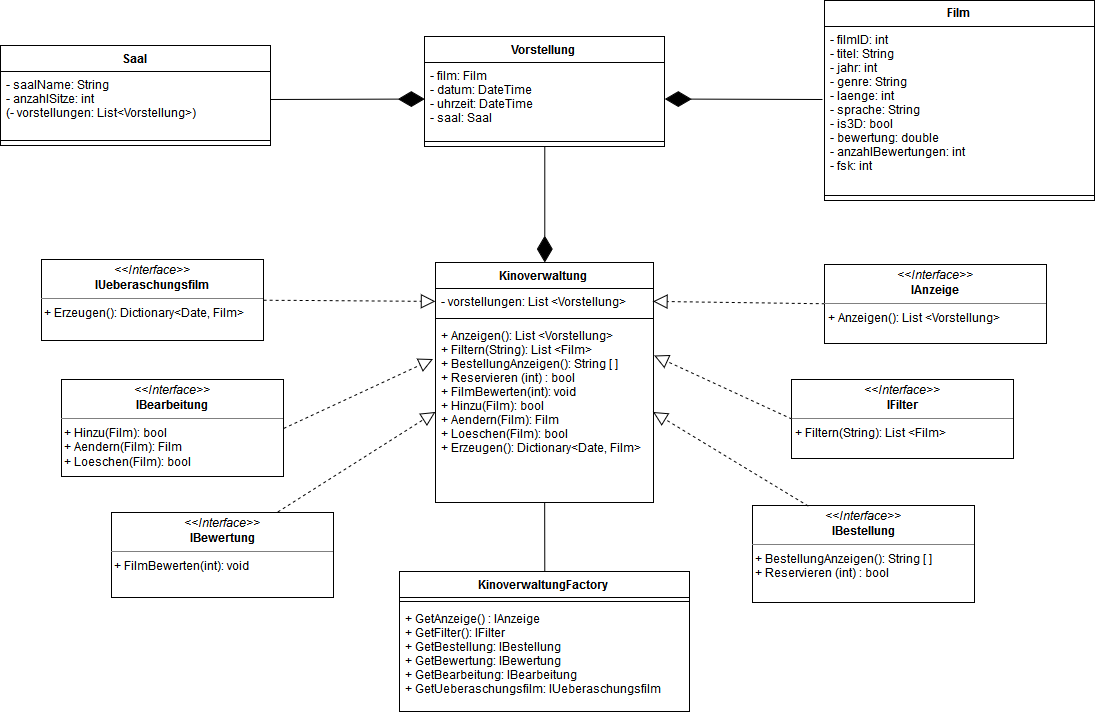 Saal
- saalName: String
- anzahlSitze: int
(- vorstellungen: List<Vorstellung>)
Vorstellung
- film: Film
- datum: DateTime
- uhrzeit: DateTime
- saal: Saal
Film
- filmID: int
- titel: String
- jahr: int
- genre: String
- laenge: int
- sprache: String
- is3D: bool
- bewertung: double
- anzahlBewertungen: int
- fsk: int
<<Interface>>
IUeberaschungsfilm
+ Erzeugen(): Dictionary<Date, Film>
Kinoverwaltung
- vorstellungen: List <Vorstellung>
+ Anzeigen(): List <Vorstellung>
+ Filtern(String): List <Film>
+ BestellungAnzeigen(): String [ ]
+ Reservieren (int) : bool
+ FilmBewerten(int): void
+ Hinzu(Film): bool
+ Aendern(Film): Film
+ Loeschen(Film): bool
+ Erzeugen(): Dictionary<Date, Film>
<<Interface>>
IAnzeige
+ Anzeigen(): List <Vorstellung>
<<Interface>>
IBearbeitung
+ Hinzu(Film): bool
+ Aendern(Film): Film
+ Loeschen(Film): bool
<<Interface>>
IFilter
+ Filtern(String): List <Film>
<<Interface>>
IBewertung
+ FilmBewerten(int): void
<<Interface>>
IBestellung
+ BestellungAnzeigen(): String [ ]
+ Reservieren (int) : bool
KinoverwaltungFactory
+ GetAnzeige() : IAnzeige
+ GetFilter(): IFilter
+ GetBestellung: IBestellung
+ GetBewertung: IBewertung
+ GetBearbeitung: IBearbeitung
+ GetUeberaschungsfilm: IUeberaschungsfilm